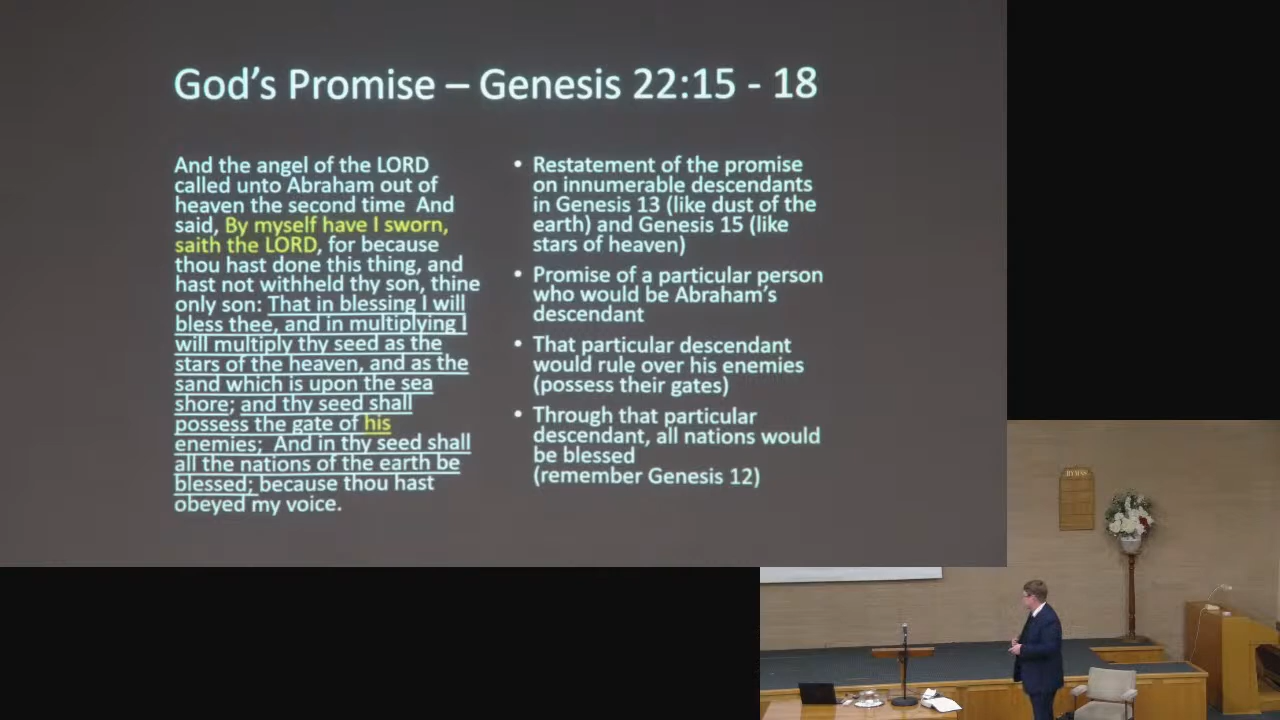 God's Promise – Genesis 22:15 - 18
And the angel of the LORD
called unto Abraham out of
heaven the second time And
said, By myself have I sworn,
saith the LORD, for because
thou hast done this thing, and
hast not withheld thy son, thine
only son: That in blessing I will
bless thee, and in multiplying I
will multiply thy seed as the
stars of the heaven, and as the
sand which is upon the sea
shore; and thy seed shall
possess the gate of his
enemies; And in thy seed shall
all the nations of the earth be
blessed; because thou hast
obeyed my voice.
• Restatement of the promise
on innumerable descendants
in Genesis 13 (like dust of the
earth) and Genesis 15 (like
stars of heaven)
• Promise of a particular person
who would be Abraham's
descendant
• That particular descendant
would rule over his enemies
(possess their gates)
• Through that particular
descendant, all nations would
be blessed
(remember Genesis 12)
HYMNS